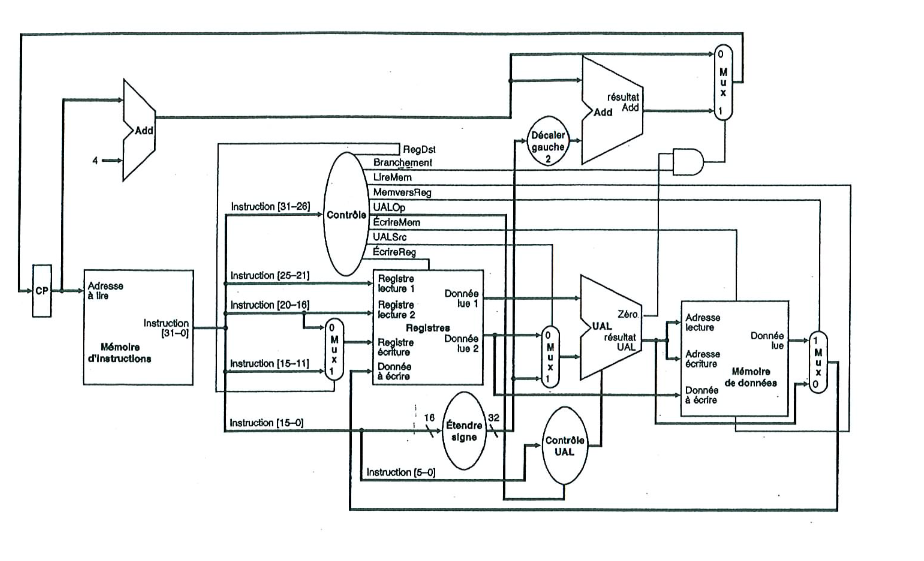 0
M
u
x
1
résultat
Add
Add
Add
4
Décaler
gauche
2
RegDst
Branchement
LireMem
MemversReg
UALOp
ÉcrireMem
UALSrc
ÉcrireReg
Contrôle
Instruction [31–26]
Instruction [25–21]
Instruction [20–16]
Instruction [15–11]
Instruction [15–0]
Instruction [5–0]
CP
Adresse
à lire
Instruction
[31–0]
Mémoire
d'instructions
0
M
u
x
1
Registre
lecture 1
Registre
lecture 2
Registres
Registre
écriture
Donnée
à écrire
Donnée
lue 1
Donnée
lue 2
0
M
u
x
1
UAL
Zéro
résultat
UAL
Adresse
lecture
Adresse
écriture
Donnée
à écrire
Donnée
lue
Mémoire
de données
1
M
u
x
0
16
Étendre
signe
32
Contrôle
UAL